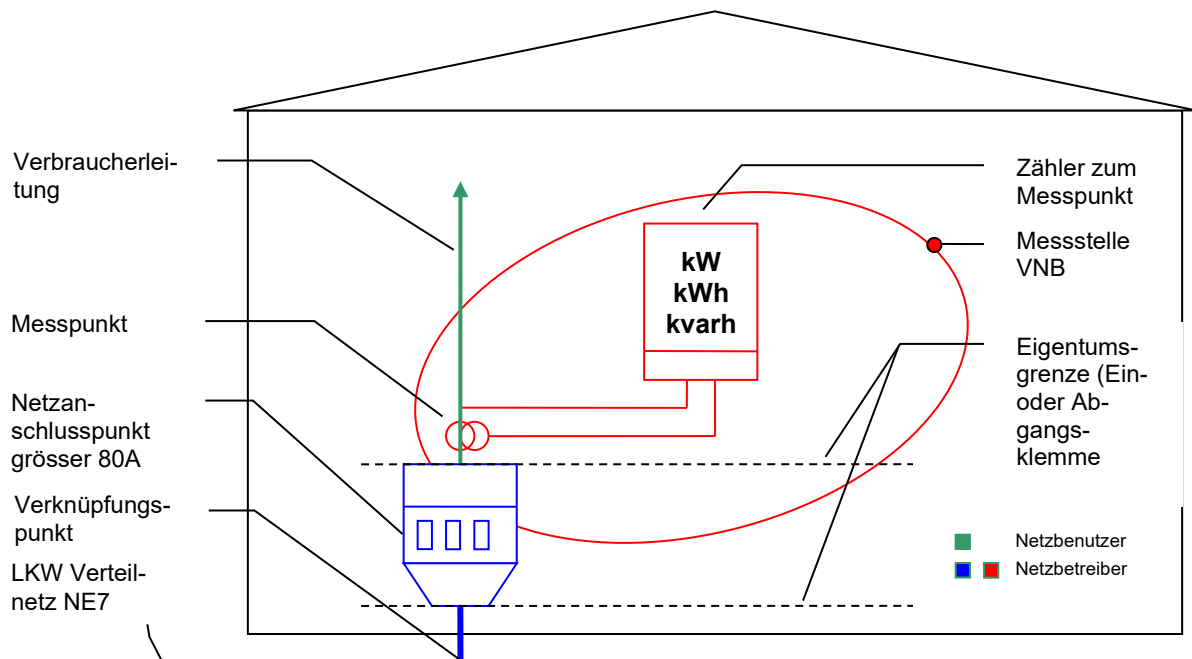 Verbraucherlei-
tung
Messpunkt
Netzan-
schlusspunkt
grösser 80A
Verknüpfungs-
punkt
LKW Verteil-
netz NE7
kW
kWh
kvarh
Zähler zum
Messpunkt
Messstelle
VNB
Eigentums-
grenze (Ein-
oder Ab-
gangs-
klemme
Netzbenutzer
Netzbetreiber